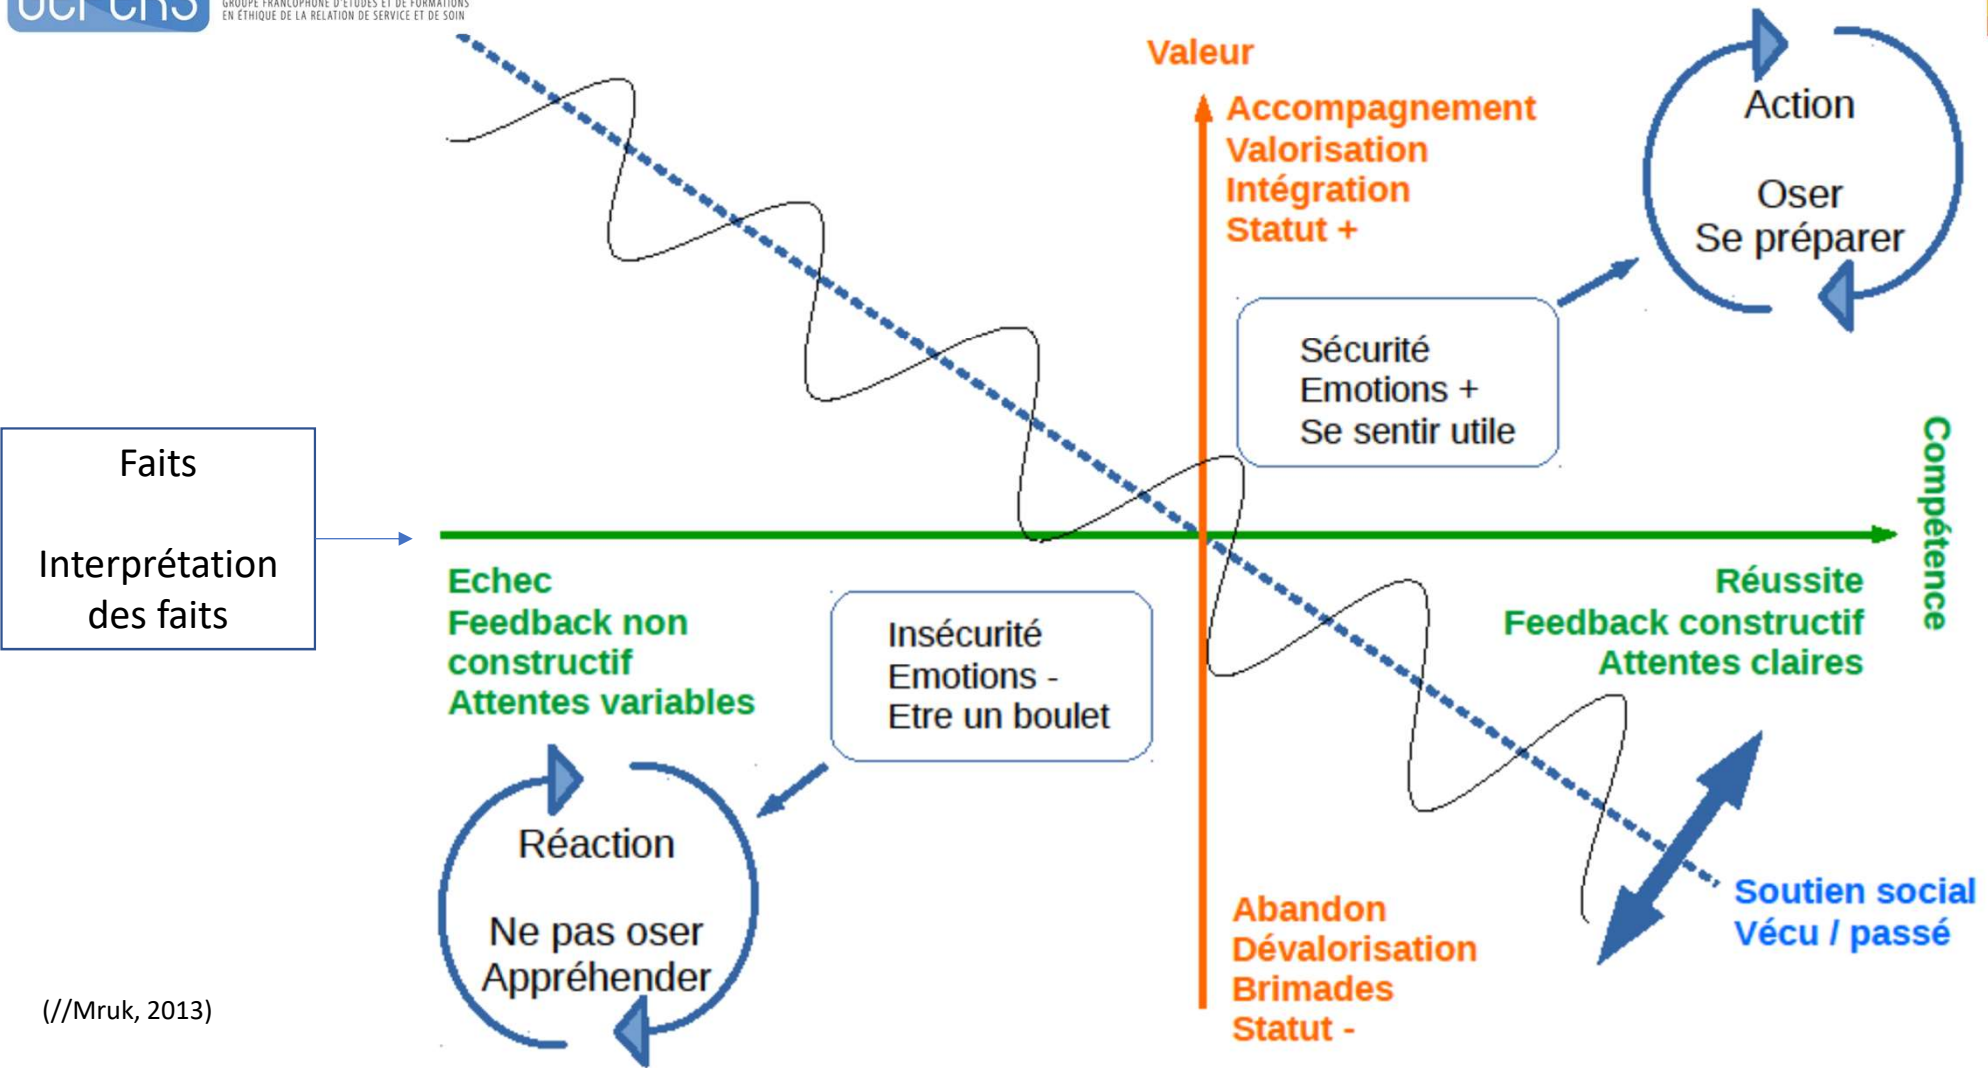 GROUPE FRANCOPHONE D'ÉTUDES ET DE FORMATIONS
EN ÉTHIQUE DE LA RELATION DE SERVICE ET DE SOIN
Valeur
Accompagnement
Valorisation
Intégration
Statut +
Action
Oser
Se préparer
Sécurité
Emotions +
Se sentir utile
Compétence
Faits
Interprétation
des faits
Echec
Feedback non
constructif
Attentes variables
Insécurité
Emotions -
Etre un boulet
Réussite
Feedback constructif
Attentes claires
Réaction
Ne pas oser
Appréhender
Abandon
Dévalorisation
Brimades
Statut -
Soutien social
Vécu / passé
(//Mruk, 2013)